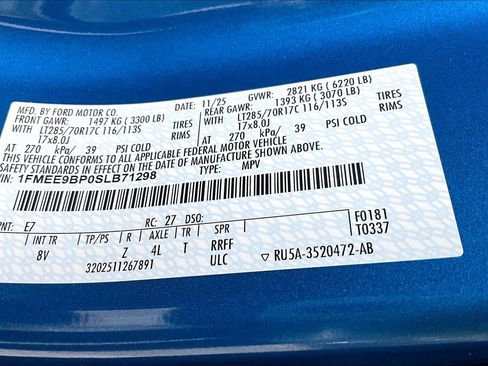 MFD. BY FORD MOTOR CO. DATE: 11/25 GVWR: 2821 KG ( 6220 LB)
FRONT GAWR: 1497 KG ( 3300 LB) 1393 KG ( 3070 LB)
WITH LT285/70R17C 116/113S TIRES WITH LT285/70R17C 116/113S TIRES
17x8.0J RIMS 17x8.0J RIMS
AT 270 kPa/ 39 PSI COLD AT 270 kPa/ 39 PSI COLD
THIS VEHICLE CONFORMS TO ALL APPLICABLE FEDERAL MOTOR VEHICLE
SAFETY STANDARDS IN EFFECT ON THE DATE OF MANUFACTURE SHOWN ABOVE.
1FMEE9BP0SLB71298 TYPE: MPV
PNT: E7 RC: 27 DSO: F0181
INT TR TP/PS R AXLE TR SPR T0337
8V Z 4L T RRFF
3202511267891 ULC ▼ RU5A-3520472-AB